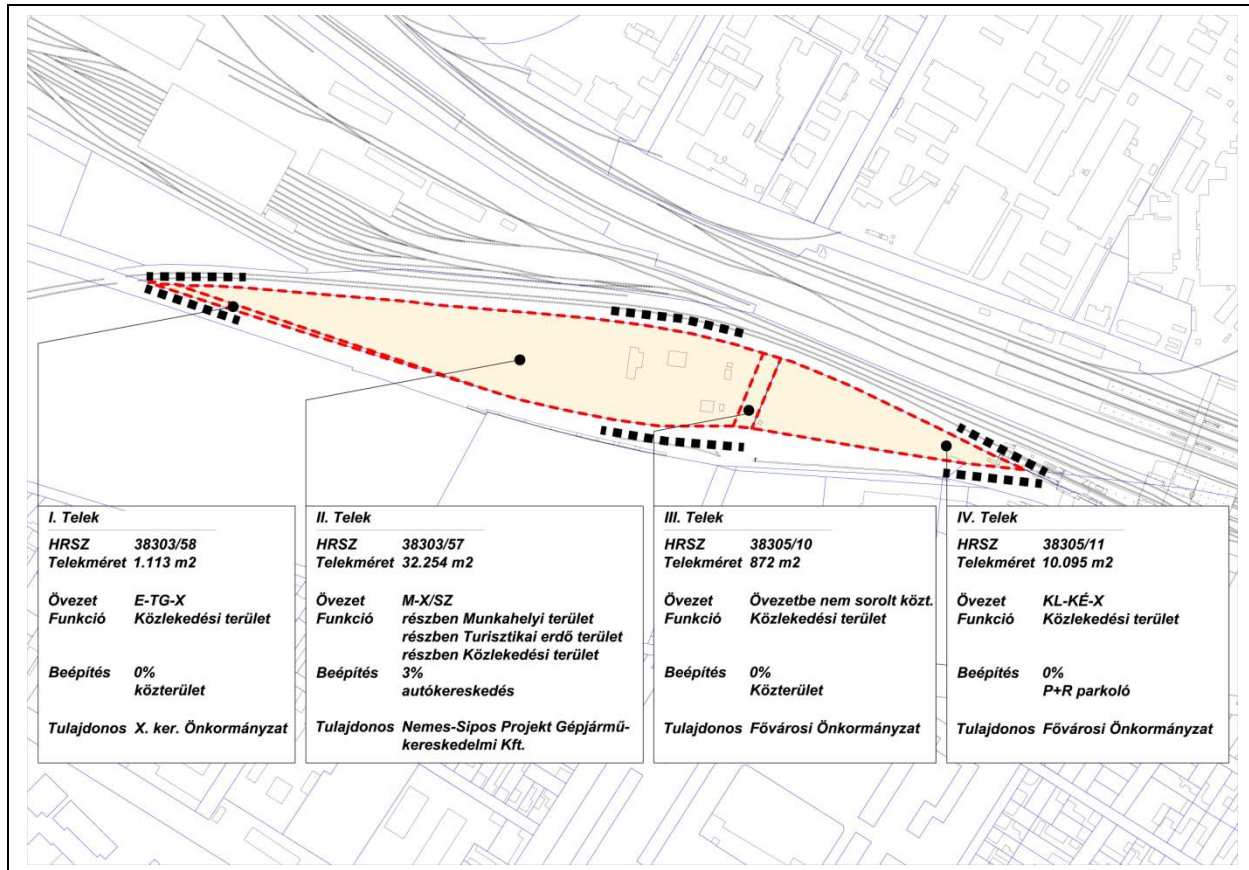 I. Telek
HRSZ 38303/58
Telekméret 1.113 m2
Övezet E-TG-X
Funkció Közlekedési terület
Beépítés 0%
közterület
Tulajdonos X. ker. Önkormányzat
II. Telek
HRSZ 38303/57
Telekméret 32.254 m2
Övezet M-X/SZ
Funkció részben Munkahelyi terület
részben Turisztikai erdő terület
részben Közlekedési terület
Beépítés 3%
autókereskedés
Tulajdonos Nemes-Sipos Projekt Gépjármű-
kereskedelmi Kft.
III. Telek
HRSZ 38305/10
Telekméret 872 m2
Övezet Övezetbe nem sorolt közt.
Funkció Közlekedési terület
Beépítés 0%
Közterület
Tulajdonos Fővárosi Önkormányzat
IV. Telek
HRSZ 38305/11
Telekméret 10.095 m2
Övezet KL-KÉ-X
Funkció Közlekedési terület
Beépítés 0%
P+R parkoló
Tulajdonos Fővárosi Önkormányzat